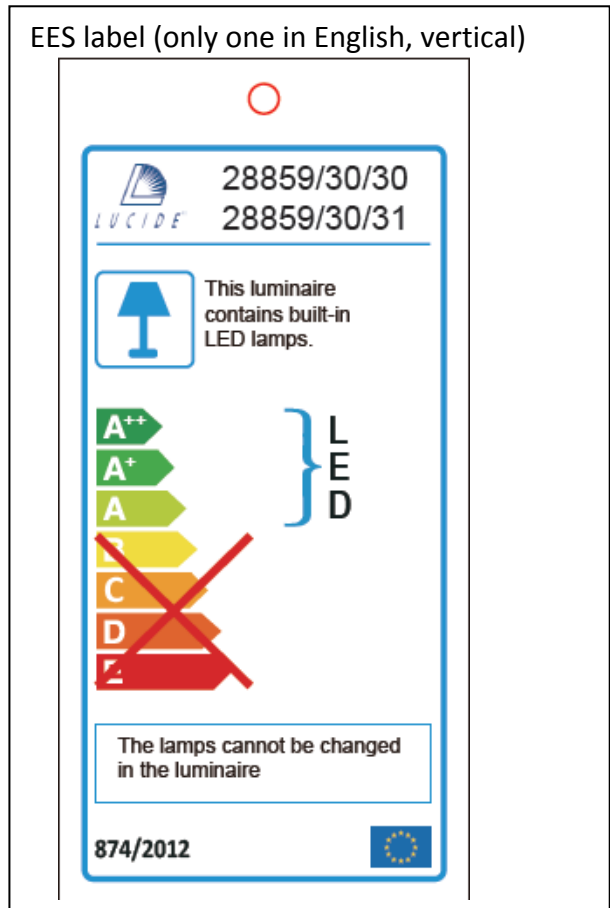 EES label (only one in English, vertical)
LUCIDE
28859/30/30
28859/30/31
This luminaire
contains built-in
LED lamps.
A++
A+
A
B
C
D
E
L
E
D
The lamps cannot be changed
in the luminaire
874/2012